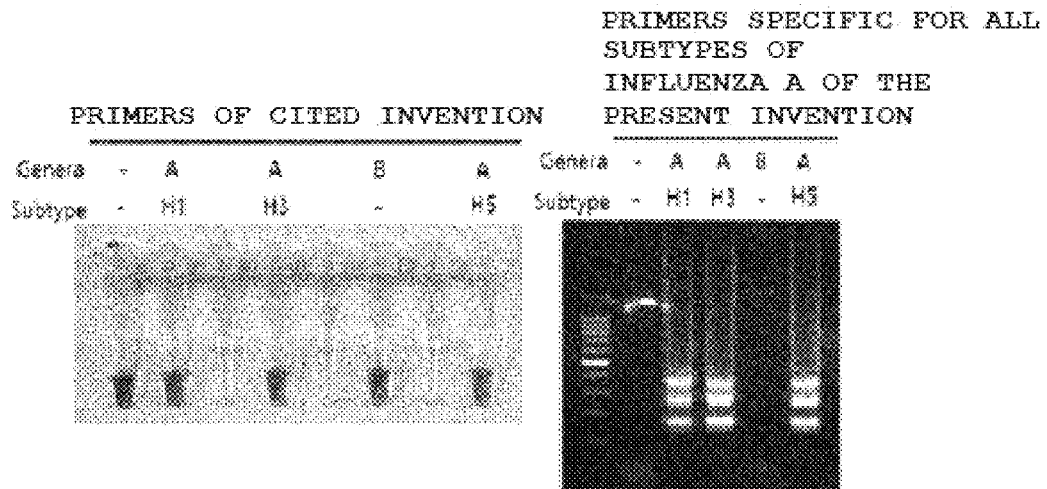 PRIMERS OF CITED INVENTION
Genera - A A B A
Subtype - H1 H3 - H5
PRIMERS SPECIFIC FOR ALL
SUBTYPES OF
INFLUENZA A OF THE
PRESENT INVENTION
Genera - A A B A
Subtype - H1 H3 - H5